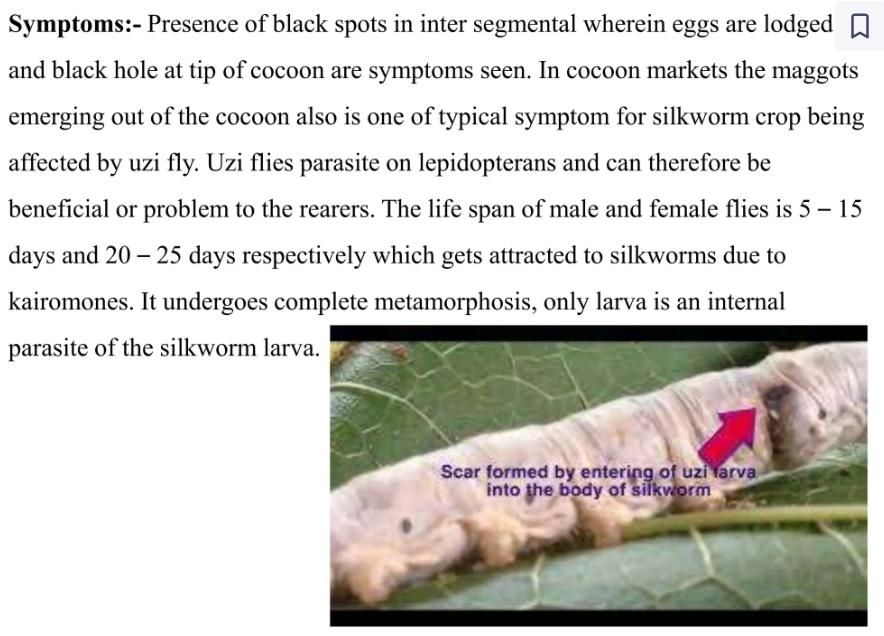 Symptoms:- Presence of black spots in inter segmental wherein eggs are lodged
and black hole at tip of cocoon are symptoms seen. In cocoon markets the maggots
emerging out of the cocoon also is one of typical symptom for silkworm crop being
affected by uzi fly. Uzi flies parasite on lepidopterans and can therefore be
beneficial or problem to the rearers. The life span of male and female flies is 5 – 15
days and 20 – 25 days respectively which gets attracted to silkworms due to
kairomones. It undergoes complete metamorphosis, only larva is an internal
parasite of the silkworm larva.
Scar formed by entering of uzi larva
into the body of silkworm